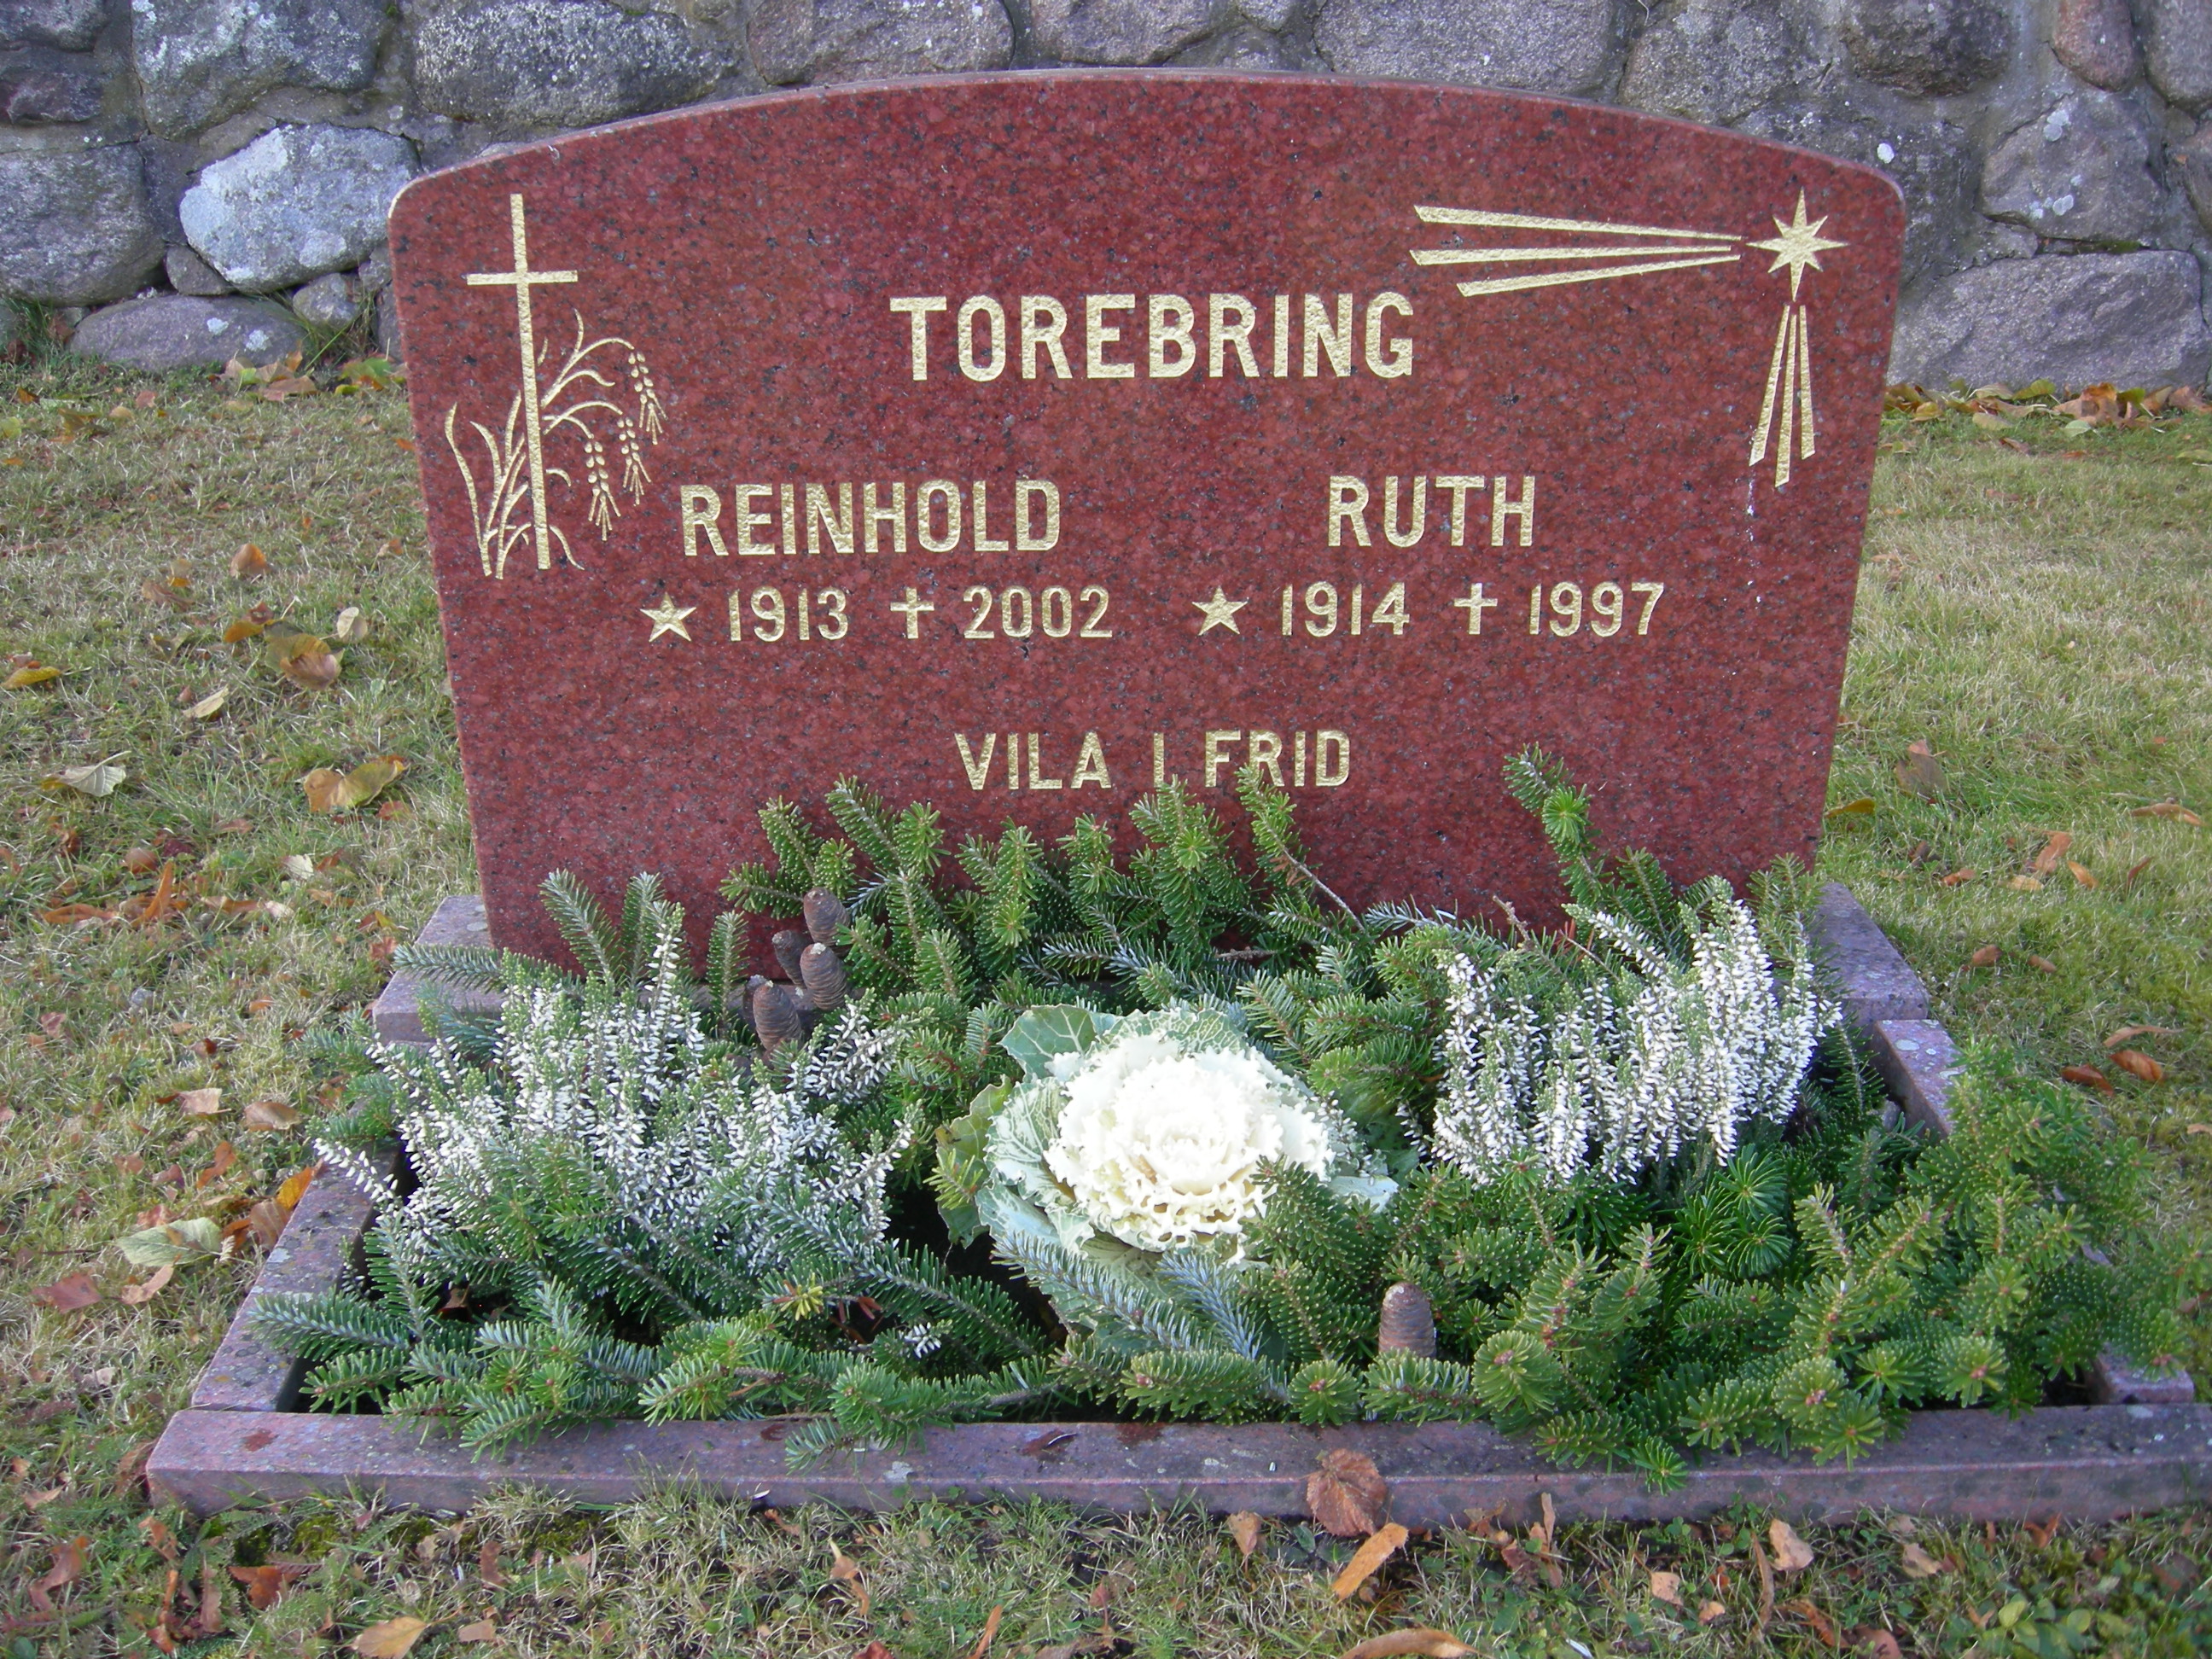 TOREBRING
REINHOLD RUTH
★ 1913 ✝ 2002 ★ 1914 ✝ 1997
VILA I FRID